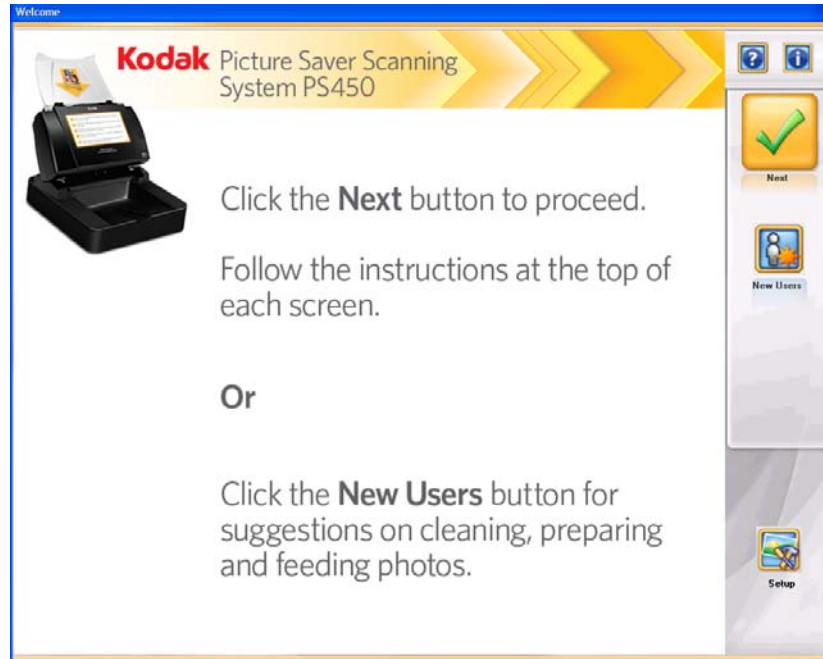 Welcome
Kodak Picture Saver Scanning
System PS450
Click the Next button to proceed.
Follow the instructions at the top of
each screen.
Or
Click the New Users button for
suggestions on cleaning, preparing
and feeding photos.
?
i
Next
New Users
Setup